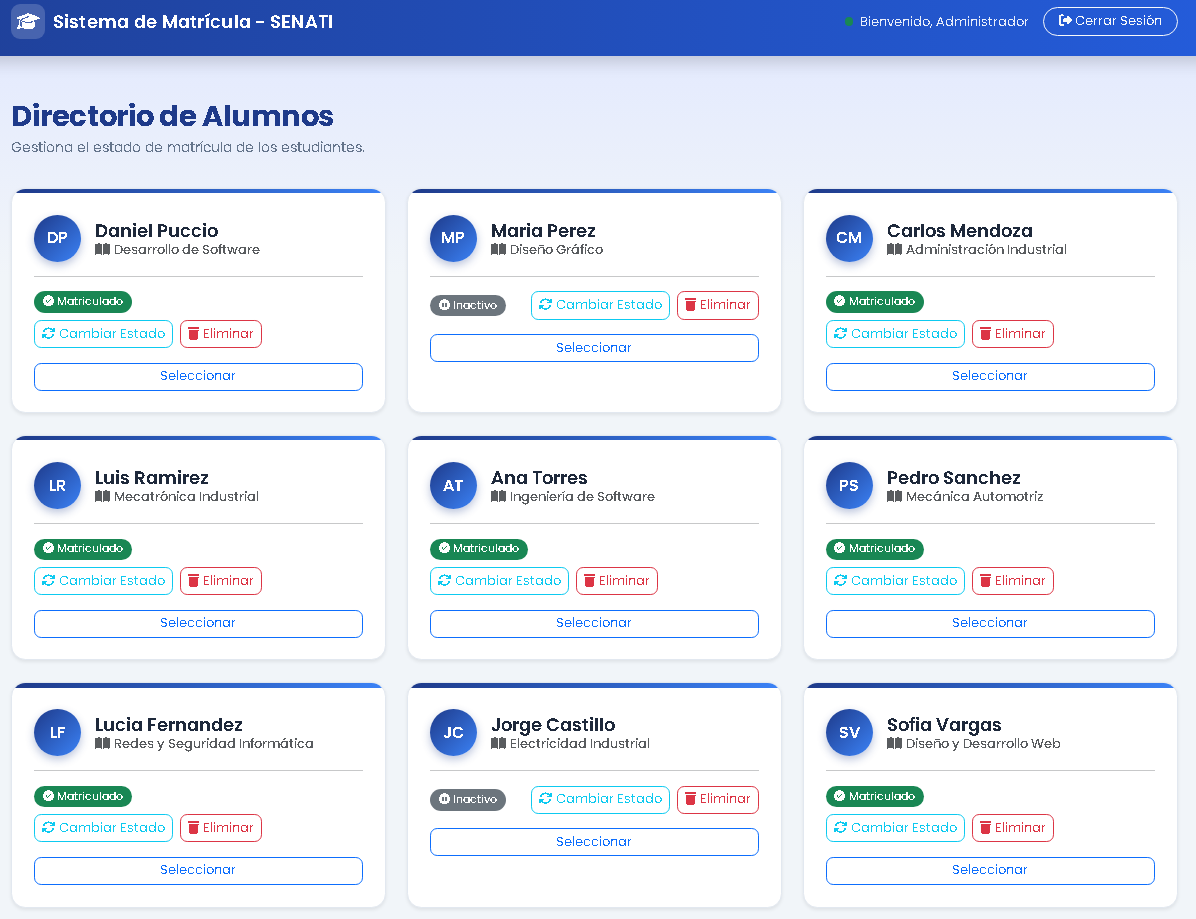 Sistema de Matrícula - SENATI
Bienvenido, Administrador
Cerrar Sesión
Directorio de Alumnos
Gestiona el estado de matrícula de los estudiantes.
DP
Daniel Puccio
Desarrollo de Software
Matriculado
Cambiar Estado
Eliminar
Seleccionar
MP
Maria Perez
Diseño Gráfico
Inactivo
Cambiar Estado
Eliminar
Seleccionar
CM
Carlos Mendoza
Administración Industrial
Matriculado
Cambiar Estado
Eliminar
Seleccionar
LR
Luis Ramirez
Mecatrónica Industrial
Matriculado
Cambiar Estado
Eliminar
Seleccionar
AT
Ana Torres
Ingeniería de Software
Matriculado
Cambiar Estado
Eliminar
Seleccionar
PS
Pedro Sanchez
Mecánica Automotriz
Matriculado
Cambiar Estado
Eliminar
Seleccionar
LF
Lucia Fernandez
Redes y Seguridad Informática
Matriculado
Cambiar Estado
Eliminar
Seleccionar
JC
Jorge Castillo
Electricidad Industrial
Inactivo
Cambiar Estado
Eliminar
Seleccionar
SV
Sofia Vargas
Diseño y Desarrollo Web
Matriculado
Cambiar Estado
Eliminar
Seleccionar